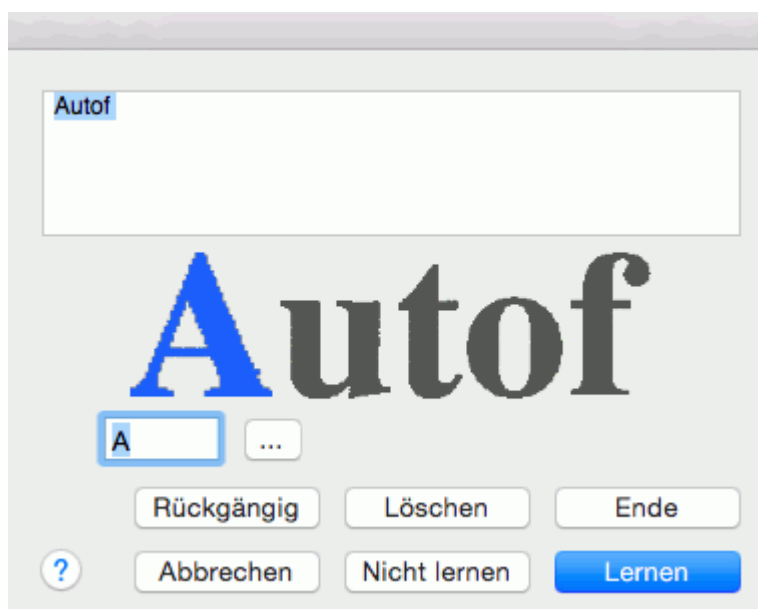 Autof
Autof
A ...
Rückgängig Löschen Ende
? Abbrechen Nicht lernen Lernen